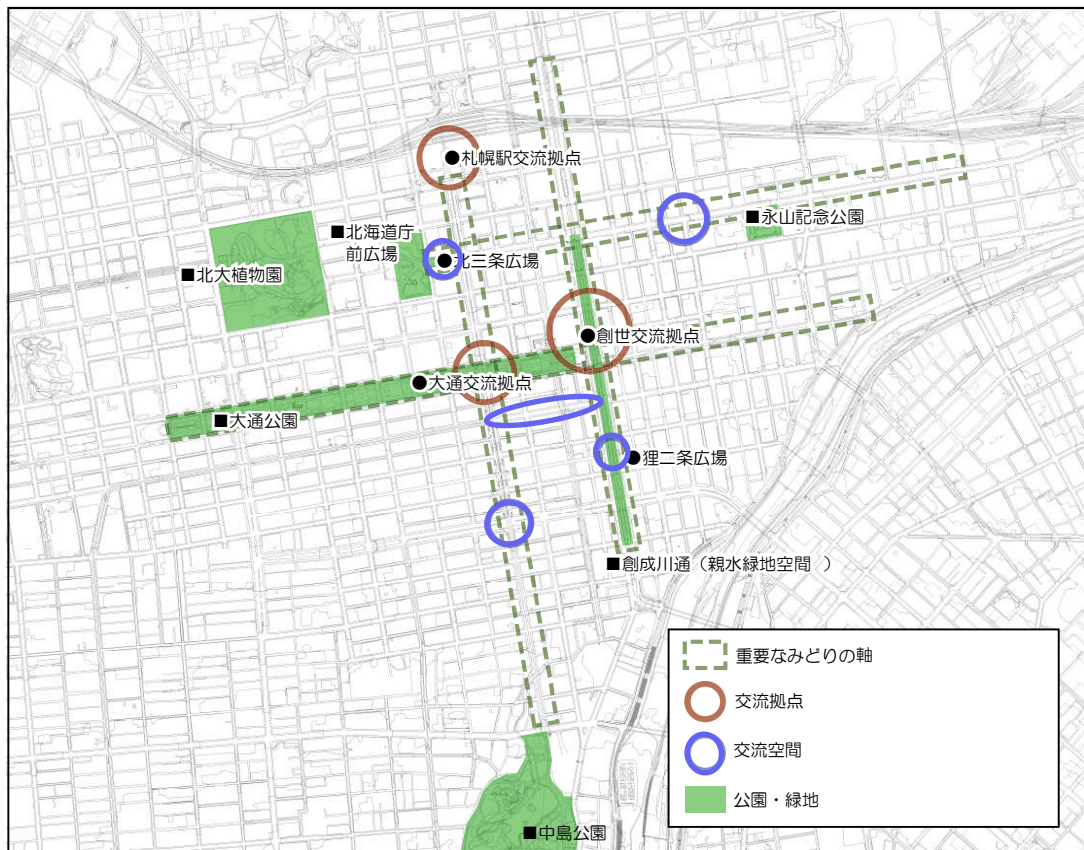 ●札幌駅交流拠点
■永山記念公園
■北海道庁
前広場
●北三条広場
■北大植物園
●創世交流拠点
●大通交流拠点
■大通公園
●狸二条広場
■創成川通（親水緑地空間　）
重要なみどりの軸
交流拠点
交流空間
公園・緑地
■中島公園